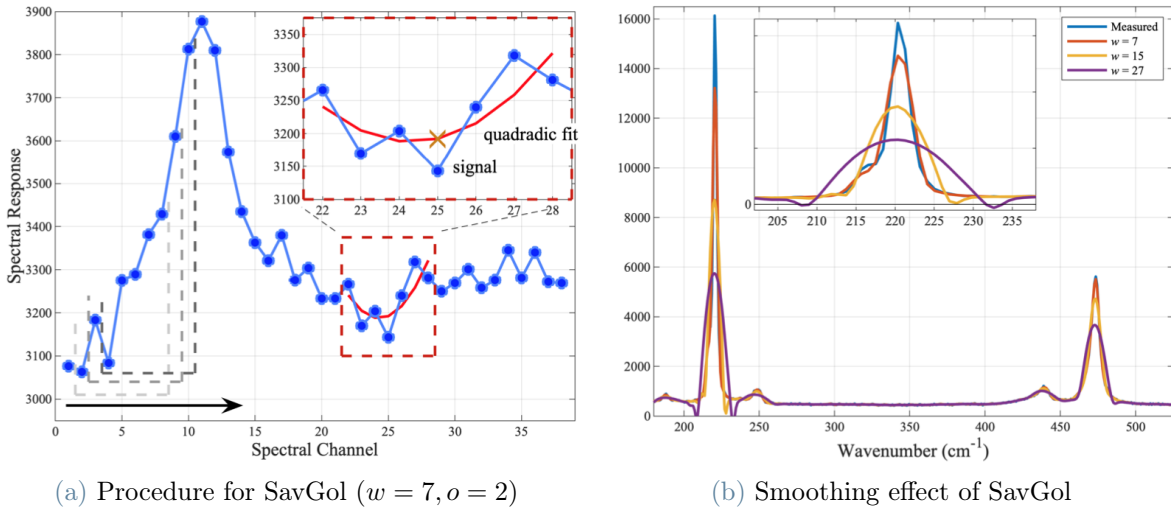 3900
3800
3700
3600
3500
3400
3300
3200
3100
3000
0 5 10 15 20 25 30 35
Spectral Response
Spectral Channel
3350
3300
3250
3200
3150
3100
22 23 24 25 26 27 28
quadradic fit
signal
(a) Procedure for SavGol (w = 7, o = 2)
16000
14000
12000
10000
8000
6000
4000
2000
0
200 250 300 350 400 450 500
Wavenumber (cm⁻¹)
0
205 210 215 220 225 230 235
Measured
w = 7
w = 15
w = 27
(b) Smoothing effect of SavGol